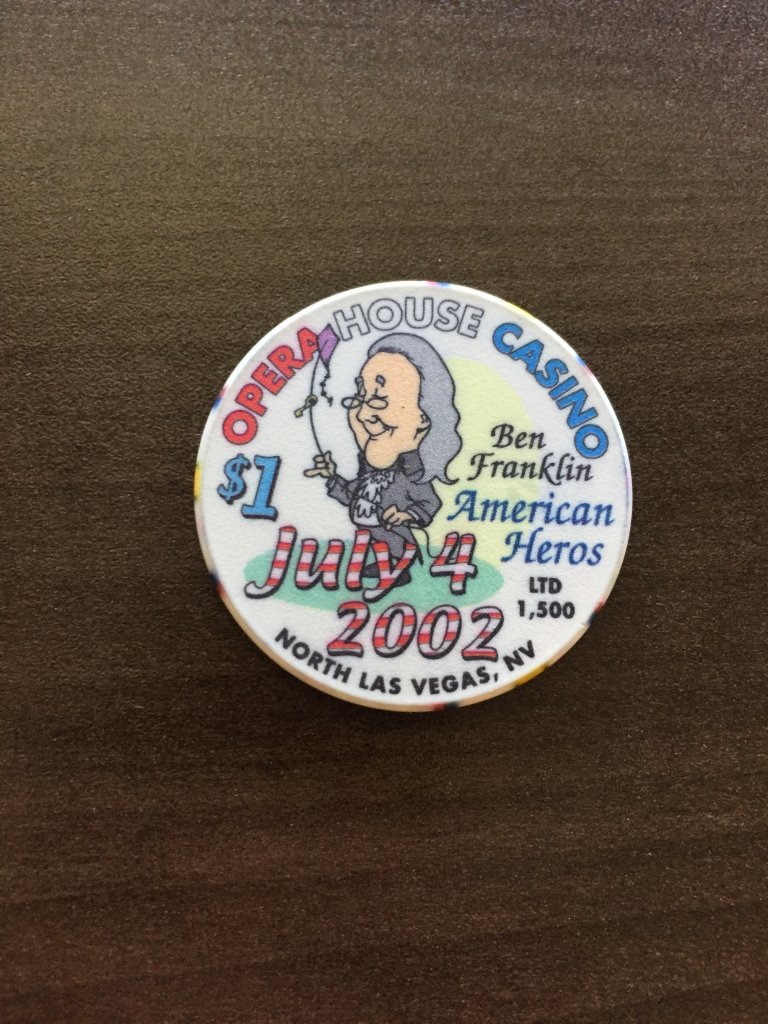 OPERA HOUSE CASINO
$1
Ben
Franklin
American
Heros
July 4
2002
LTD
1,500
NORTH LAS VEGAS, NV